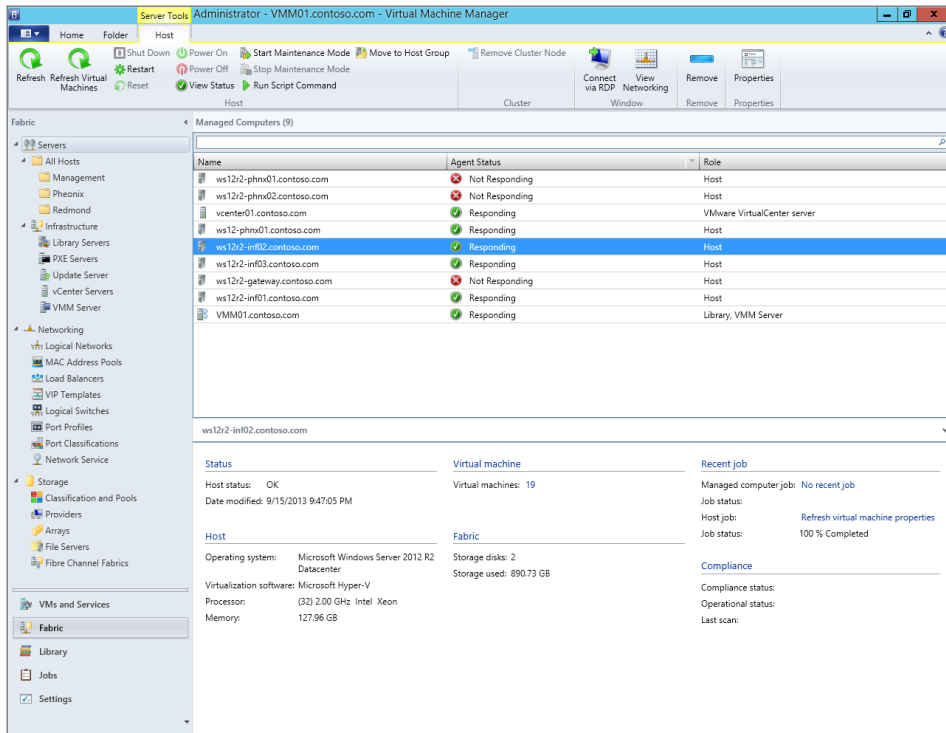 Server Tools Administrator - VMM01.contoso.com - Virtual Machine Manager
Home Folder Host
Refresh
Refresh Virtual Machines
Shut Down
Restart
Reset
Power On
Power Off
View Status
Start Maintenance Mode
Stop Maintenance Mode
Run Script Command
Move to Host Group
Host
Remove Cluster Node
Cluster
Connect via RDP
View Networking
Window
Remove
Remove
Properties
Properties
Fabric
Servers
All Hosts
Management
Pheonix
Redmond
Infrastructure
Library Servers
PXE Servers
Update Server
vCenter Servers
VMM Server
Networking
Logical Networks
MAC Address Pools
Load Balancers
VIP Templates
Logical Switches
Port Profiles
Port Classifications
Network Service
Storage
Classification and Pools
Providers
Arrays
File Servers
Fibre Channel Fabrics
VMs and Services
Fabric
Library
Jobs
Settings
Managed Computers (9)
Name Agent Status Role
ws12r2-phnx01.contoso.com Not Responding Host
ws12r2-phnx02.contoso.com Not Responding Host
vcenter01.contoso.com Responding VMware VirtualCenter server
ws12-phnx01.contoso.com Responding Host
ws12r2-inf02.contoso.com Responding Host
ws12r2-inf03.contoso.com Responding Host
ws12r2-gateway.contoso.com Not Responding Host
ws12r2-inf01.contoso.com Responding Host
VMM01.contoso.com Responding Library, VMM Server
ws12r2-inf02.contoso.com
Status
Host status: OK
Date modified: 9/15/2013 9:47:05 PM
Host
Operating system: Microsoft Windows Server 2012 R2
Datacenter
Virtualization software: Microsoft Hyper-V
Processor: (32) 2.00 GHz Intel Xeon
Memory: 127.96 GB
Virtual machine
Virtual machines: 19
Fabric
Storage disks: 2
Storage used: 890.73 GB
Recent job
Managed computer job: No recent job
Job status:
Host job: Refresh virtual machine properties
Job status: 100 % Completed
Compliance
Compliance status:
Operational status:
Last scan: